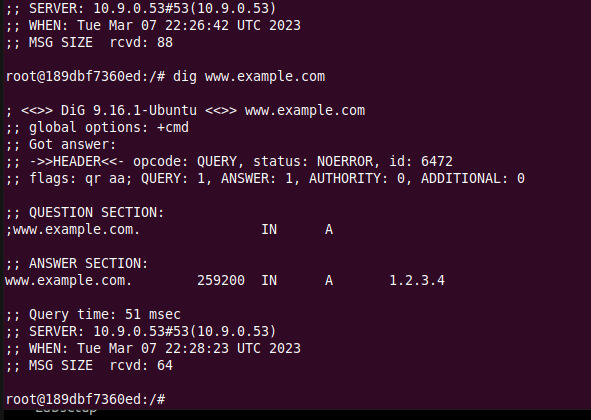 ;; SERVER: 10.9.0.53#53(10.9.0.53)
;; WHEN: Tue Mar 07 22:26:42 UTC 2023
;; MSG SIZE  rcvd: 88

root@189dbf7360ed:/# dig www.example.com

; <<>> DiG 9.16.1-Ubuntu <<>> www.example.com
;; global options: +cmd
;; Got answer:
;; ->>HEADER<<- opcode: QUERY, status: NOERROR, id: 6472
;; flags: qr aa; QUERY: 1, ANSWER: 1, AUTHORITY: 0, ADDITIONAL: 0

;; QUESTION SECTION:
;www.example.com.               IN      A

;; ANSWER SECTION:
www.example.com.        259200  IN      A       1.2.3.4

;; Query time: 51 msec
;; SERVER: 10.9.0.53#53(10.9.0.53)
;; WHEN: Tue Mar 07 22:28:23 UTC 2023
;; MSG SIZE  rcvd: 64

root@189dbf7360ed:/#